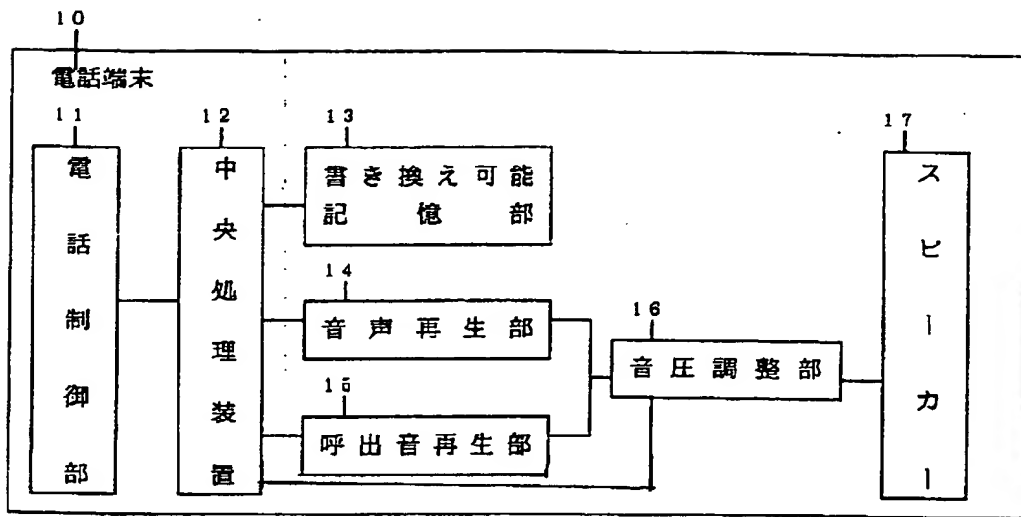 10
電話端末
11
電話制御部
12
中央処理装置
13
書き換え可能
記憶部
14
音声再生部
15
呼出音再生部
16
音圧調整部
17
スピーカー